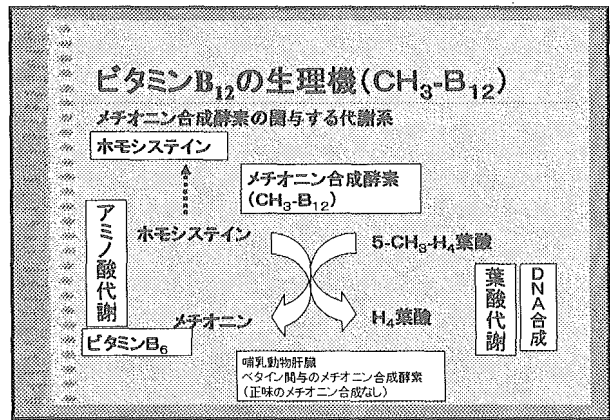 ビタミンB12の生理機(CH3-B12)
メチオニン合成酵素の関与する代謝系
ホモシステイン
メチオニン合成酵素
(CH3-B12)
アミノ酸代謝
ホモシステイン
5-CH3-H4葉酸
メチオニン
H4葉酸
葉酸代謝
DNA合成
ビタミンB6
哺乳動物肝臓
ベタイン関与のメチオニン合成酵素
(正味のメチオニン合成なし)